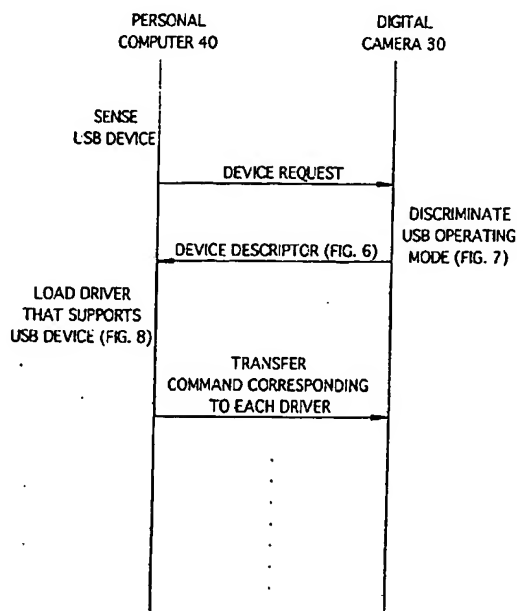 PERSONAL
COMPUTER 40
DIGITAL
CAMERA 30
SENSE
USB DEVICE
DEVICE REQUEST
DISCRIMINATE
USB OPERATING
MODE (FIG. 7)
DEVICE DESCRIPTOR (FIG. 6)
LOAD DRIVER
THAT SUPPORTS
USB DEVICE (FIG. 8)
TRANSFER
COMMAND CORRESPONDING
TO EACH DRIVER